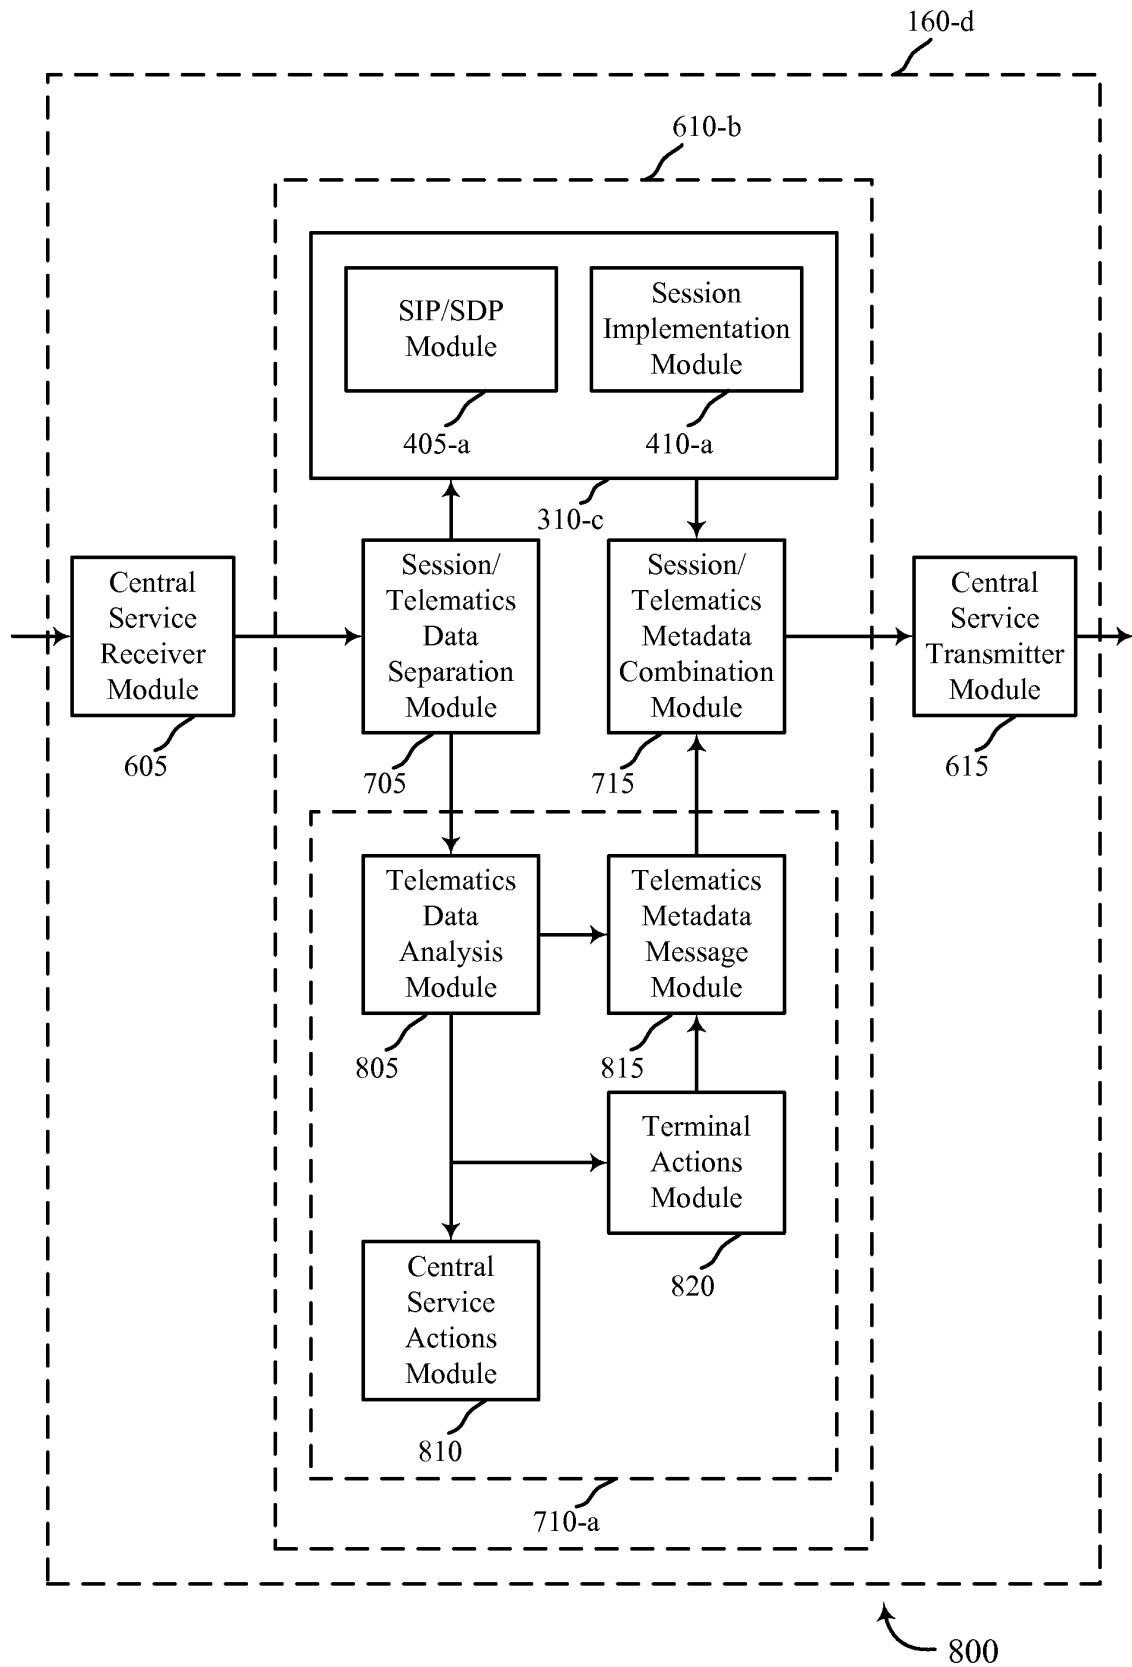 160-d
610-b
SIP/SDP
Module
405-a
Session
Implementation
Module
410-a
310-c
Central
Service
Receiver
Module
605
Session/
Telematics
Data
Separation
Module
705
Session/
Telematics
Metadata
Combination
Module
715
Central
Service
Transmitter
Module
615
Telematics
Data
Analysis
Module
805
Telematics
Metadata
Message
Module
815
Terminal
Actions
Module
820
Central
Service
Actions
Module
810
710-a
800